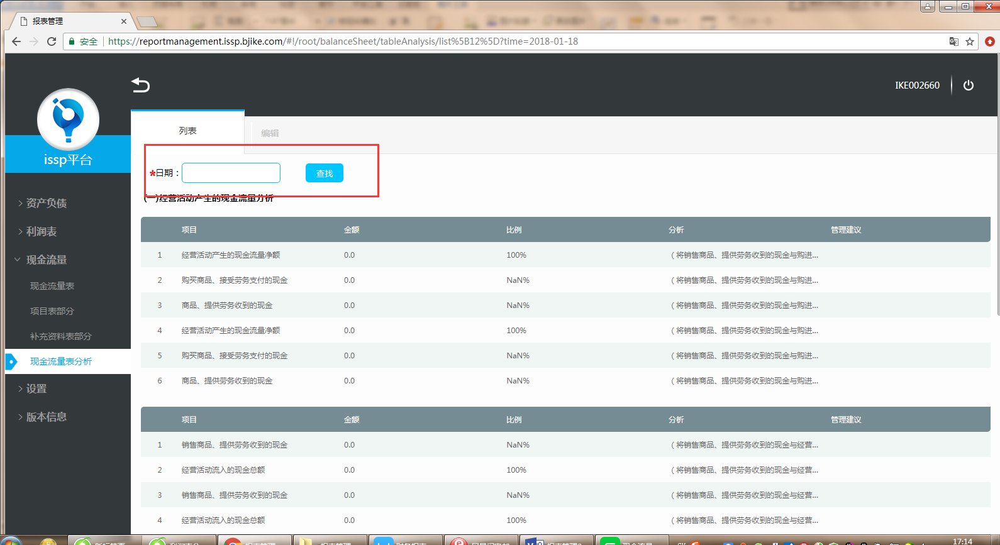 报表管理
安全 https://reportmanagement.issp.bjike.com/#!/root/balanceSheet/tableAnalysis/list%5B12%5D?time=2018-01-18
IKE002660
issp平台
列表 编辑
*日期： 查找
(一)经营活动产生的现金流量分析
资产负债
利润表
现金流量
现金流量表
项目表部分
补充资料表部分
现金流量表分析
设置
版本信息
项目 金额 比例 分析 管理建议
1 经营活动产生的现金流量净额 0.0 100% （将销售商品、提供劳务收到的现金与购进...
2 购买商品、接受劳务支付的现金 0.0 NaN% （将销售商品、提供劳务收到的现金与购进...
3 商品、提供劳务收到的现金 0.0 NaN% （将销售商品、提供劳务收到的现金与购进...
4 经营活动产生的现金流量净额 0.0 100% （将销售商品、提供劳务收到的现金与购进...
5 购买商品、接受劳务支付的现金 0.0 NaN% （将销售商品、提供劳务收到的现金与购进...
6 商品、提供劳务收到的现金 0.0 NaN% （将销售商品、提供劳务收到的现金与购进...
项目 金额 比例 分析 管理建议
1 销售商品、提供劳务收到的现金 0.0 NaN% （将销售商品、提供劳务收到的现金与经营...
2 经营活动流入的现金总额 0.0 100% （将销售商品、提供劳务收到的现金与经营...
3 销售商品、提供劳务收到的现金 0.0 NaN% （将销售商品、提供劳务收到的现金与经营...
4 经营活动流入的现金总额 0.0 100% （将销售商品、提供劳务收到的现金与经营...
17:14